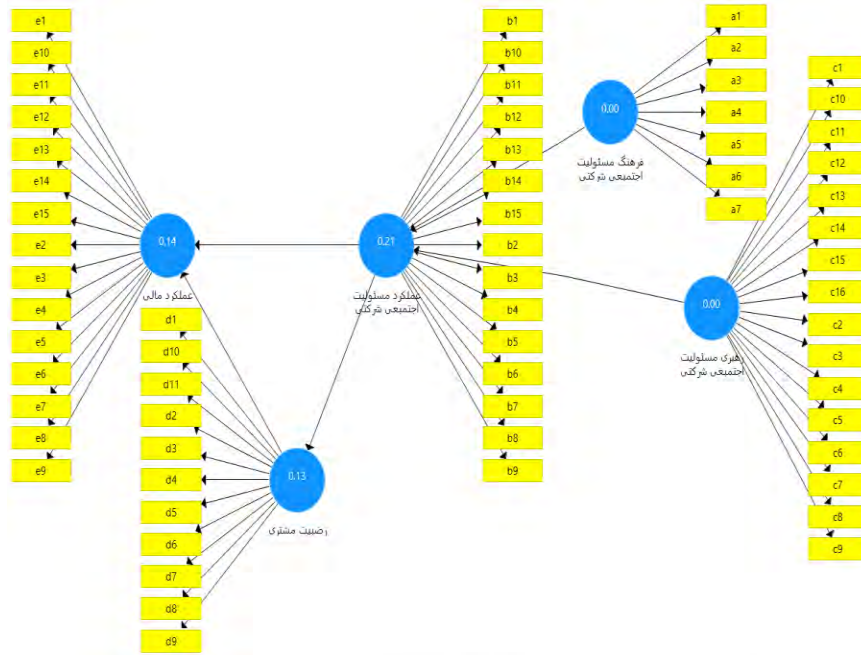 e1
e10
e11
e12
e13
e14
e15
e2
e3
e4
e5
e6
e7
e8
e9
0.14
عملکرد مالی
d1
d10
d11
d2
d3
d4
d5
d6
d7
d8
d9
0.13
رضبیت مشتری
b1
b10
b11
b12
b13
b14
b15
b2
b3
b4
b5
b6
b7
b8
b9
0.21
عملکرد مسئولیت
اجتمبعی شرکتی
0.00
فرهنگ مسئولیت
اجتمبعی شرکتی
a1
a2
a3
a4
a5
a6
a7
0.00
رهبری مسئولیت
اجتمبعی شرکتی
c1
c10
c11
c12
c13
c14
c15
c16
c2
c3
c4
c5
c6
c7
c8
c9